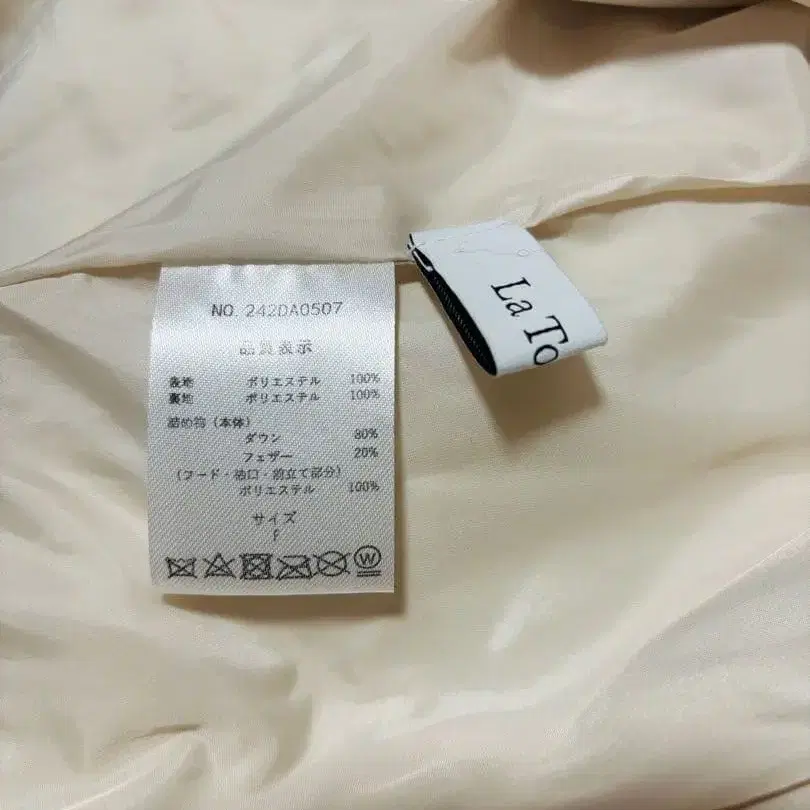 NO. 242DA0507
品質表示
表地 ポリエステル 100%
裏地 ポリエステル 100%
詰め物(本体)
ダウン 80%
フェザー 20%
(フード・袖口・前立て部分)
ポリエステル 100%
サイズ
F
W
La To